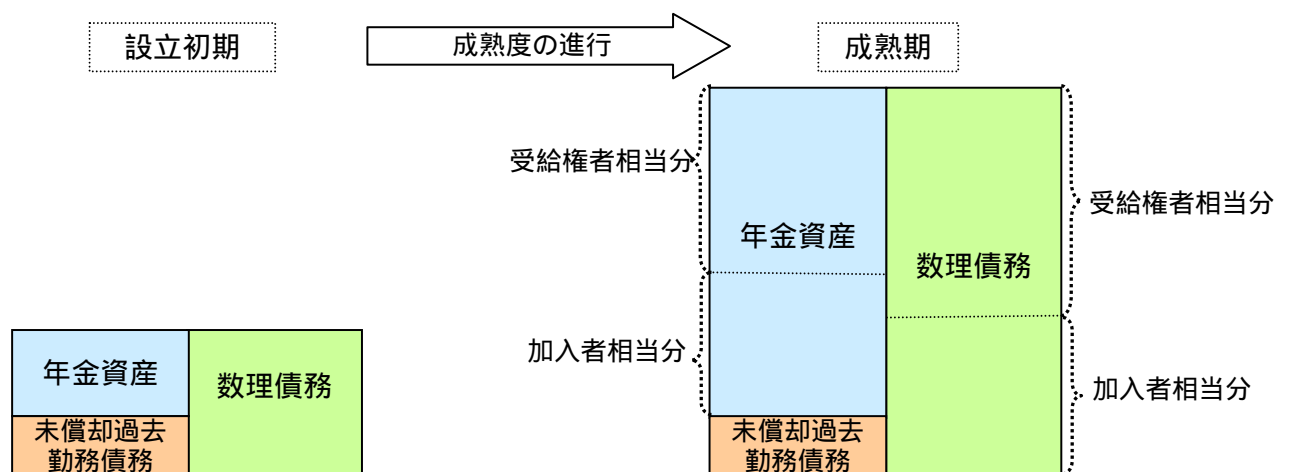 設立初期
成熟度の進行
成熟期
受給権者相当分
受給権者相当分
年金資産
数理債務
加入者相当分
年金資産
数理債務
加入者相当分
未償却過去
勤務債務
未償却過去
勤務債務